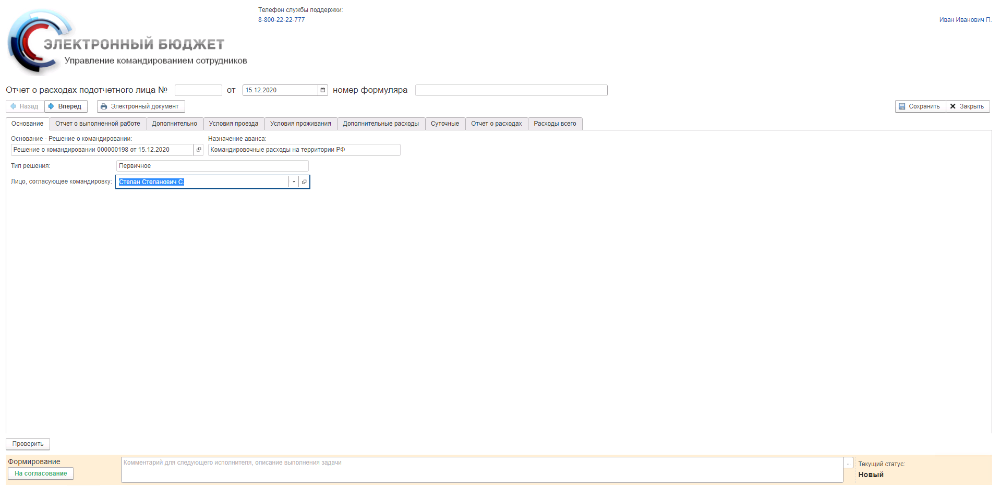 Телефон службы поддержки:
8-800-22-22-777
Иван Иванович П.
ЭЛЕКТРОННЫЙ БЮДЖЕТ
Управление командированием сотрудников
Отчет о расходах подотчетного лица № от 15.12.2020 номер формуляра
Назад Вперед Электронный документ Сохранить Закрыть
Основание Отчет о выполненной работе Дополнительно Условия проезда Условия проживания Дополнительные расходы Суточные Отчет о расходах Расходы всего
Основание - Решение о командировании: Назначение аванса:
Решение о командировании 000000198 от 15.12.2020 Командировочные расходы на территории РФ
Тип решения: Первичное
Лицо, согласующее командировку: Степан Степанович С.
Проверить
Формирование
На согласование
Комментарий для следующего исполнителя, описание выполнения задачи
...
Текущий статус:
Новый